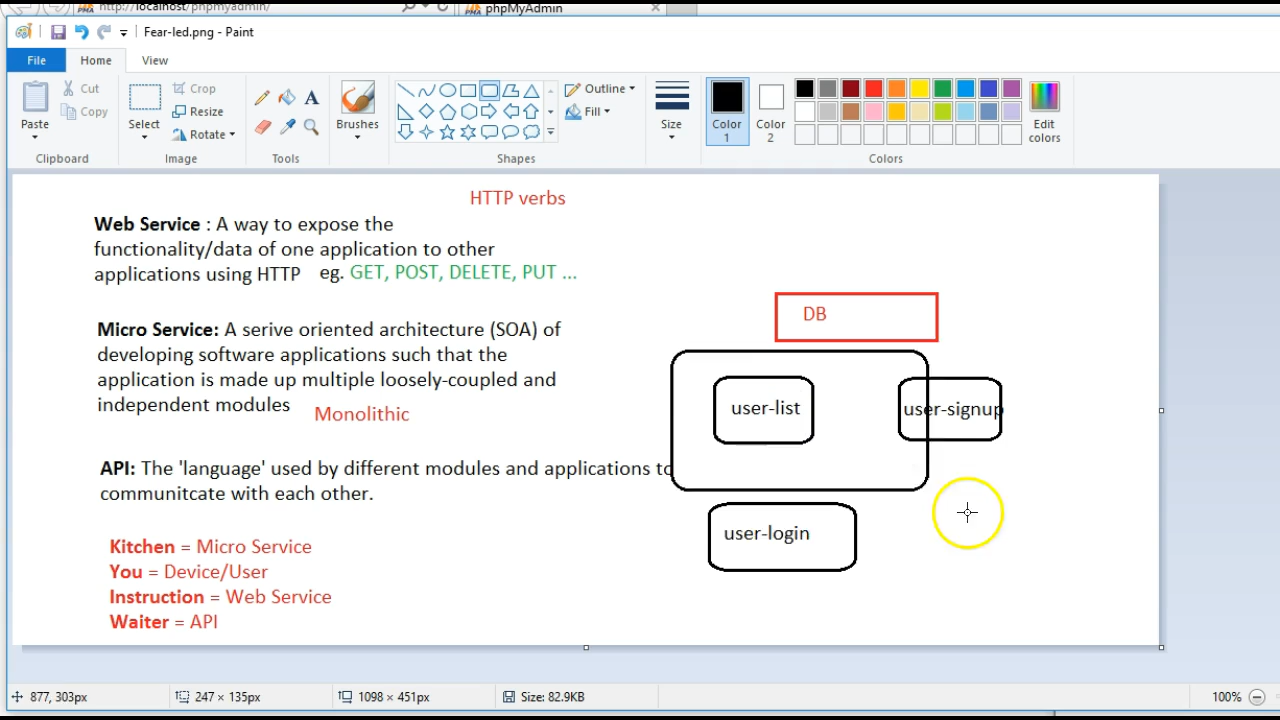 http://localhost/phpmyadmin/
phpMyAdmin
Fear-led.png - Paint
File
Home
View
Paste
Cut
Copy
Clipboard
Select
Crop
Resize
Rotate
Image
Tools
Brushes
Shapes
Outline
Fill
Size
Color
1
Color
2
Colors
Edit
colors
HTTP verbs
Web Service : A way to expose the
functionality/data of one application to other
applications using HTTP eg. GET, POST, DELETE, PUT ...
Micro Service: A serive oriented architecture (SOA) of
developing software applications such that the
application is made up multiple loosely-coupled and
independent modules
Monolithic
API: The 'language' used by different modules and applications to
communitcate with each other.
Kitchen = Micro Service
You = Device/User
Instruction = Web Service
Waiter = API
DB
user-list
user-signup
user-login
877, 303px
247 × 135px
1098 × 451px
Size: 82.9KB
100%